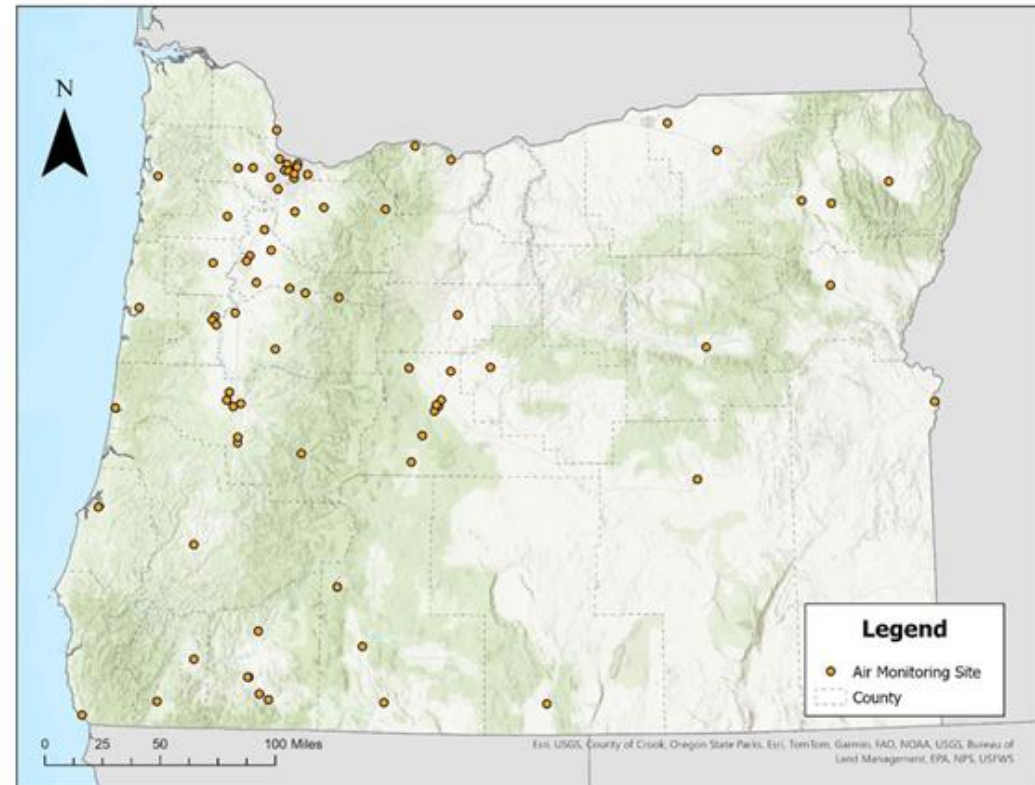 N
Legend
Air Monitoring Site
County
0 25 50 100 Miles
Esri, USGS, County of Crook, Oregon State Parks, Esri, TomTom, Garmin, FAO, NOAA, USGS, Bureau of
Land Management, EPA, NPS, USFWS